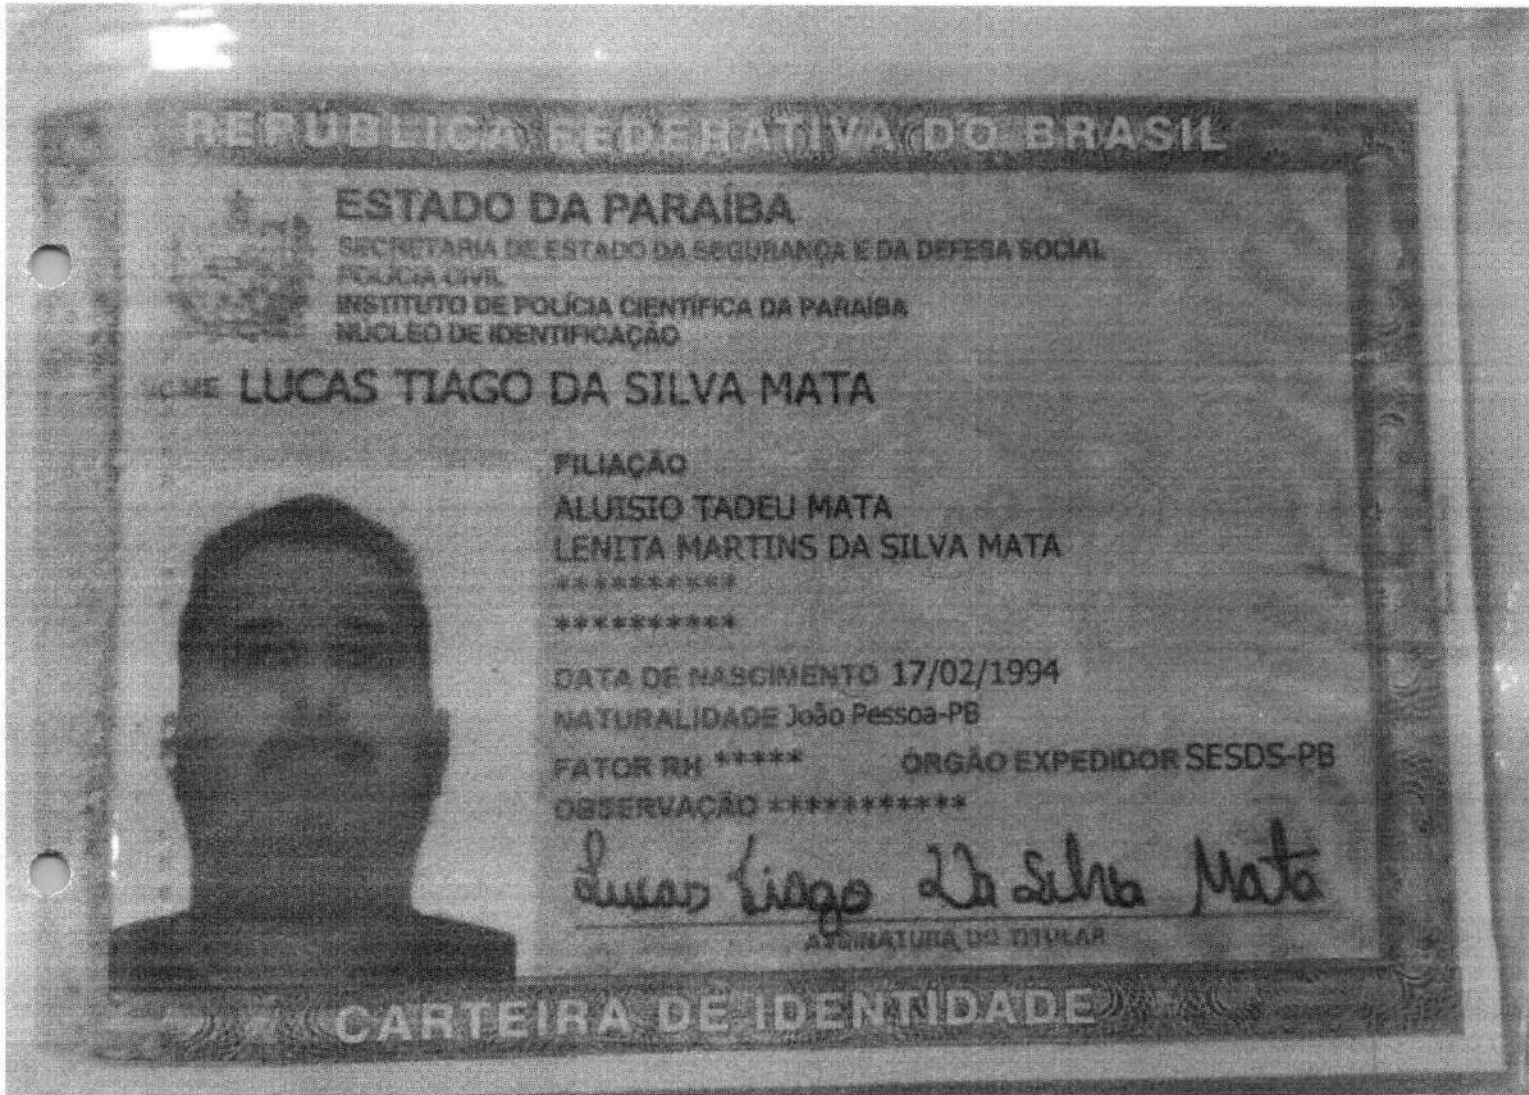 REPÚBLICA FEDERATIVA DO BRASIL
ESTADO DA PARAÍBA
SECRETARIA DE ESTADO DA SEGURANÇA E DA DEFESA SOCIAL
POLÍCIA CIVIL
INSTITUTO DE POLÍCIA CIENTÍFICA DA PARAÍBA
NÚCLEO DE IDENTIFICAÇÃO
NOME LUCAS TIAGO DA SILVA MATA
FILIAÇÃO
ALUISIO TADEU MATA
LENITA MARTINS DA SILVA MATA
**********
**********
DATA DE NASCIMENTO 17/02/1994
NATURALIDADE João Pessoa-PB
FATOR RH ***** ÓRGÃO EXPEDIDOR SESDS-PB
OBSERVAÇÃO ***********
Lucas Tiago Da Silva Mata
ASSINATURA DO TITULAR
CARTEIRA DE IDENTIDADE